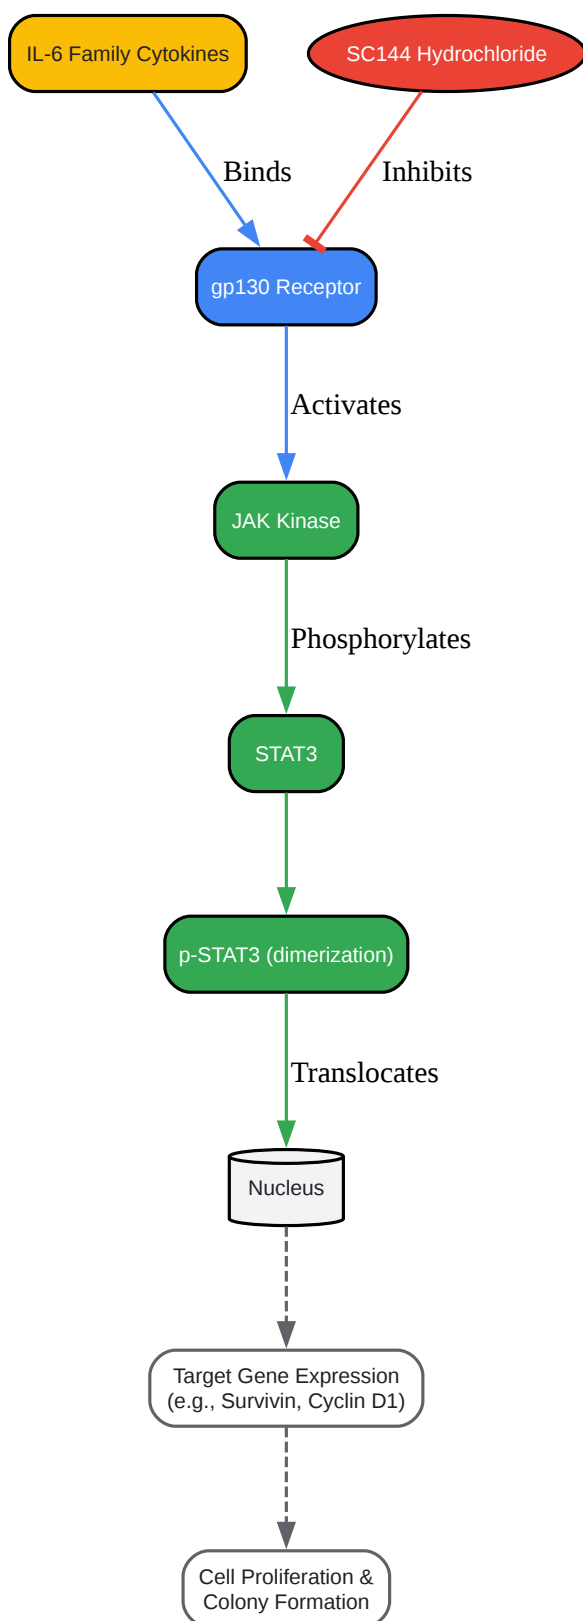 IL-6 Family Cytokines
SC144 Hydrochloride
Binds
Inhibits
gp130 Receptor
Activates
JAK Kinase
Phosphorylates
STAT3
p-STAT3 (dimerization)
Translocates
Nucleus
Target Gene Expression
(e.g., Survivin, Cyclin D1)
Cell Proliferation &
Colony Formation